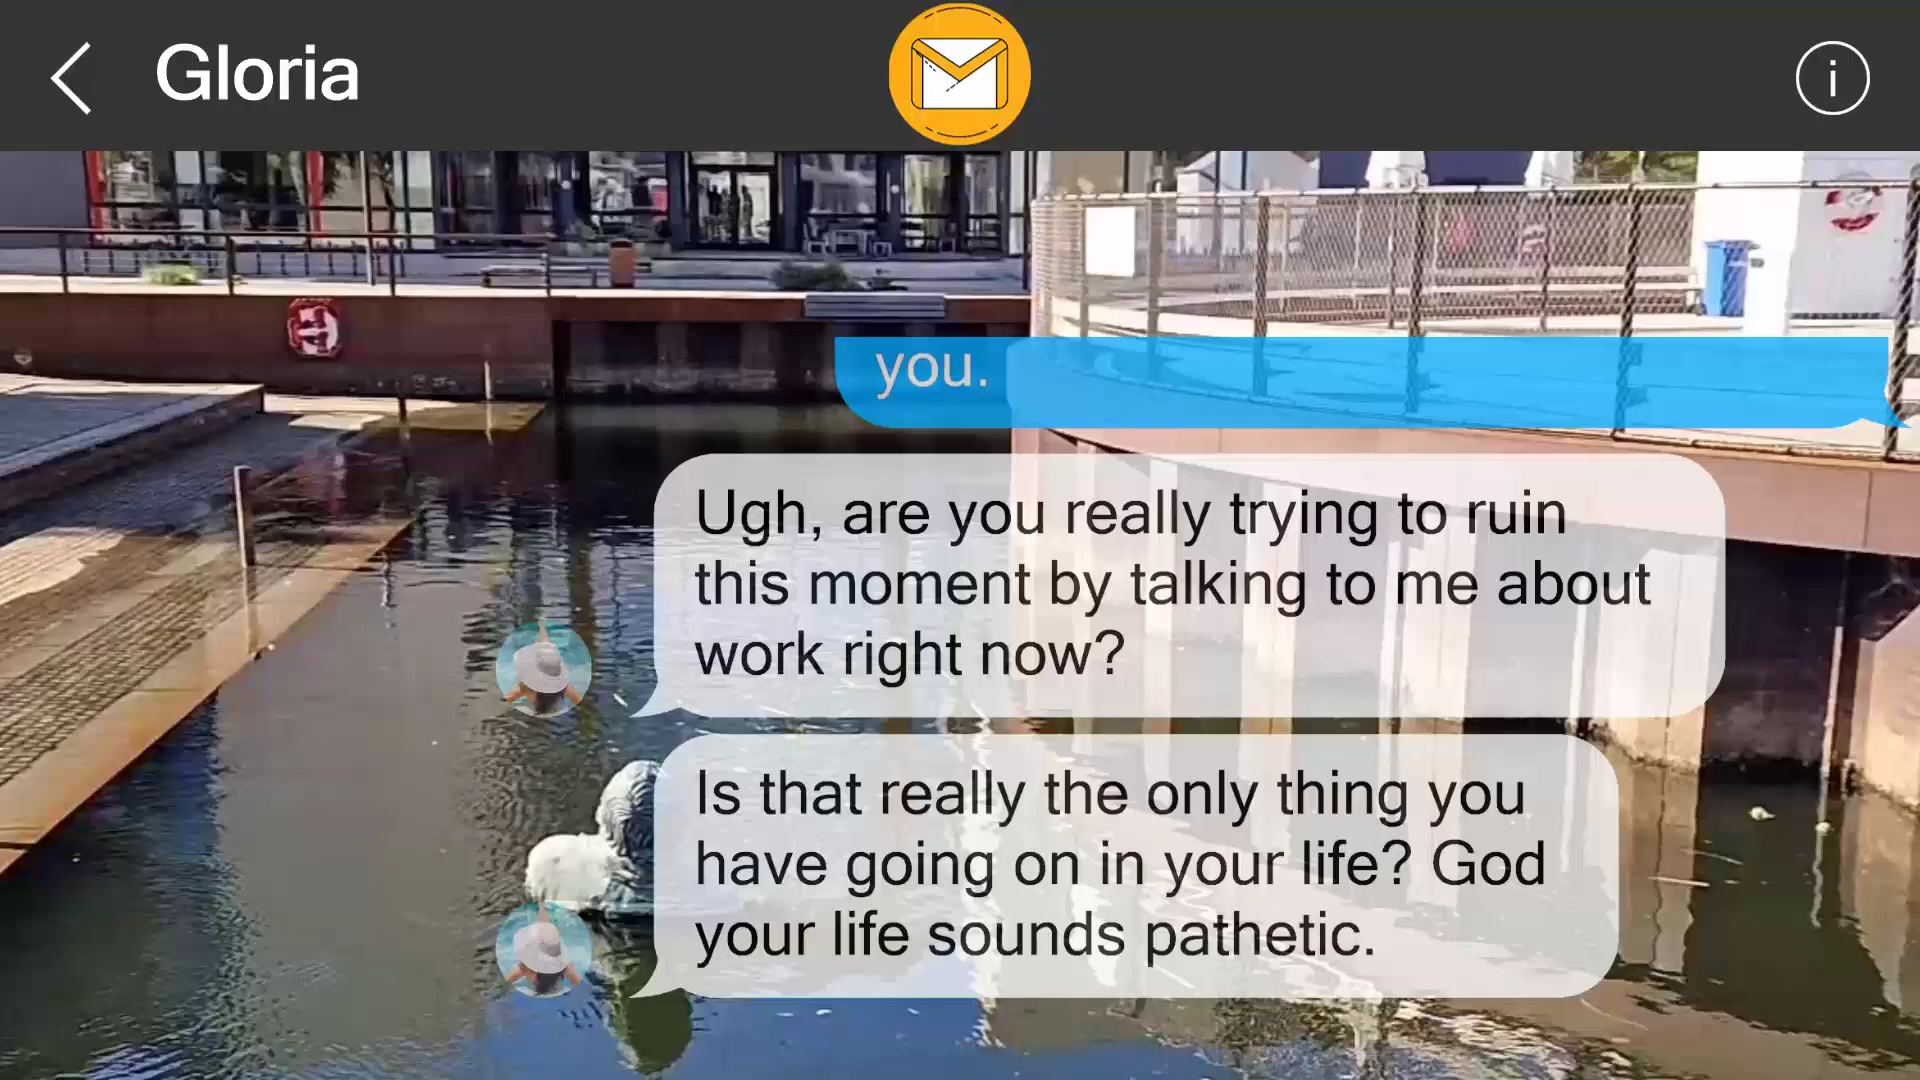 Gloria
you.
Ugh, are you really trying to ruin
this moment by talking to me about
work right now?
Is that really the only thing you
have going on in your life? God
your life sounds pathetic.